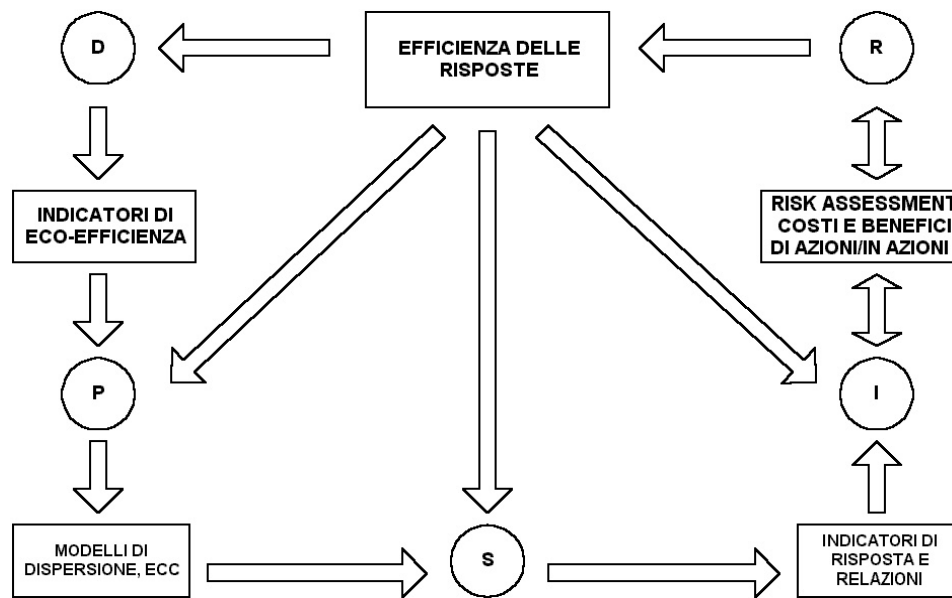 D
EFFICIENZA DELLE
RISPOSTE
R
INDICATORI DI
ECO-EFFICIENZA
RISK ASSESSMENT
COSTI E BENEFICI
DI AZIONI/IN AZIONI
P
I
MODELLI DI
DISPERSIONE, ECC
S
INDICATORI DI
RISPOSTA E
RELAZIONI